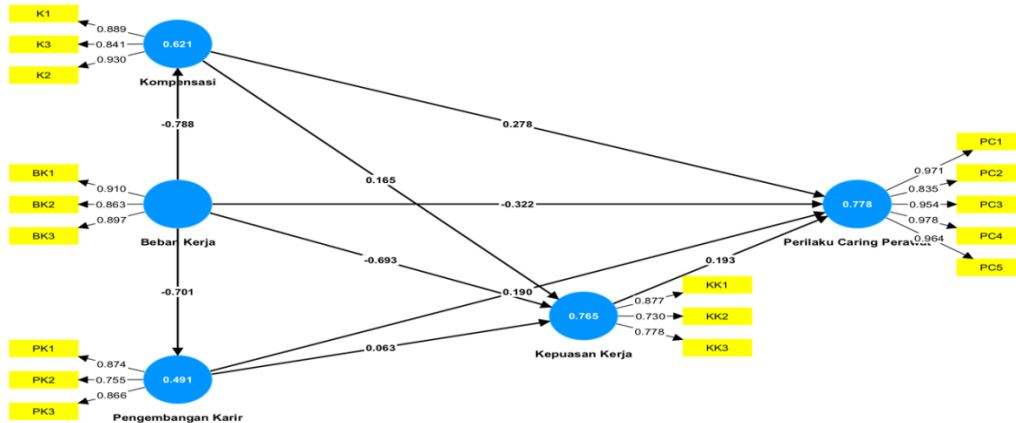 K1
0.889
K3
0.841
K2
0.930
0.621
Kompensasi
-0.788
0.278
0.165
BK1
0.910
BK2
0.863
BK3
0.897
Beban Kerja
-0.322
-0.693
-0.701
PC1
0.971
PC2
0.835
PC3
0.954
PC4
0.978
PC5
0.964
0.778
Perilaku Caring Perawat
0.193
0.190
0.063
KK1
0.877
KK2
0.730
KK3
0.778
0.765
Kepuasan Kerja
PK1
0.874
PK2
0.755
PK3
0.866
0.491
Pengembangan Karir